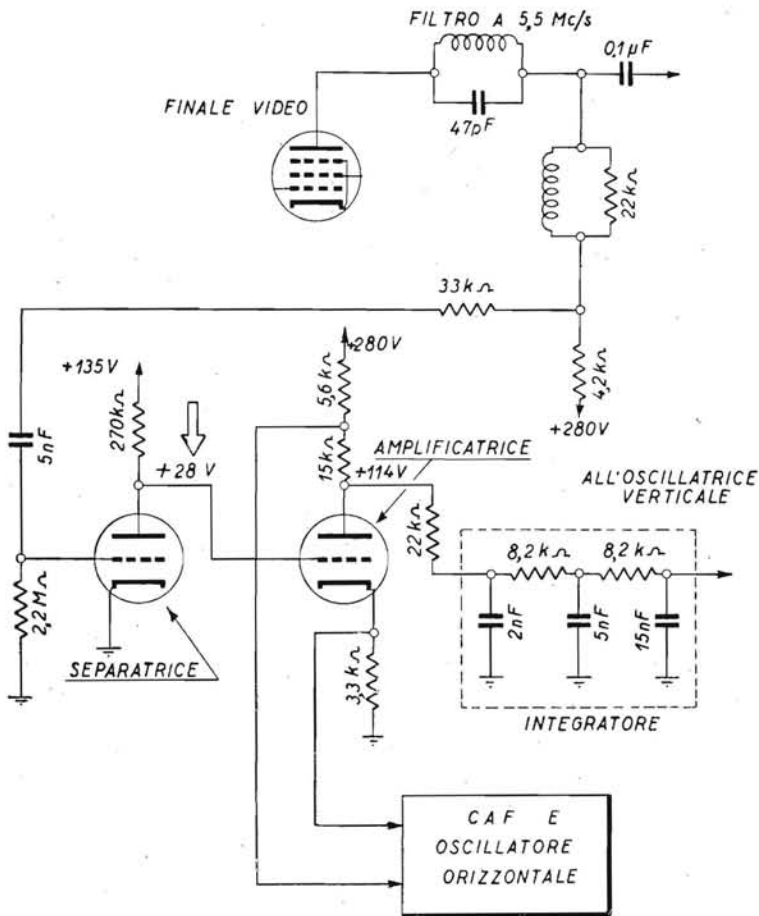 FILTRO A 5,5 Mc/s
0,1µF
47pF
FINALE VIDEO
22kΩ
33kΩ
4,2kΩ
+280V
+280V
5,6kΩ
15kΩ
+135V
270kΩ
+28 V
5nF
+114V
AMPLIFICATRICE
ALL'OSCILLATRICE
VERTICALE
22kΩ
8,2kΩ
8,2kΩ
2nF
5nF
15nF
INTEGRATORE
2,2MΩ
SEPARATRICE
3,3kΩ
CAF E
OSCILLATORE
ORIZZONTALE